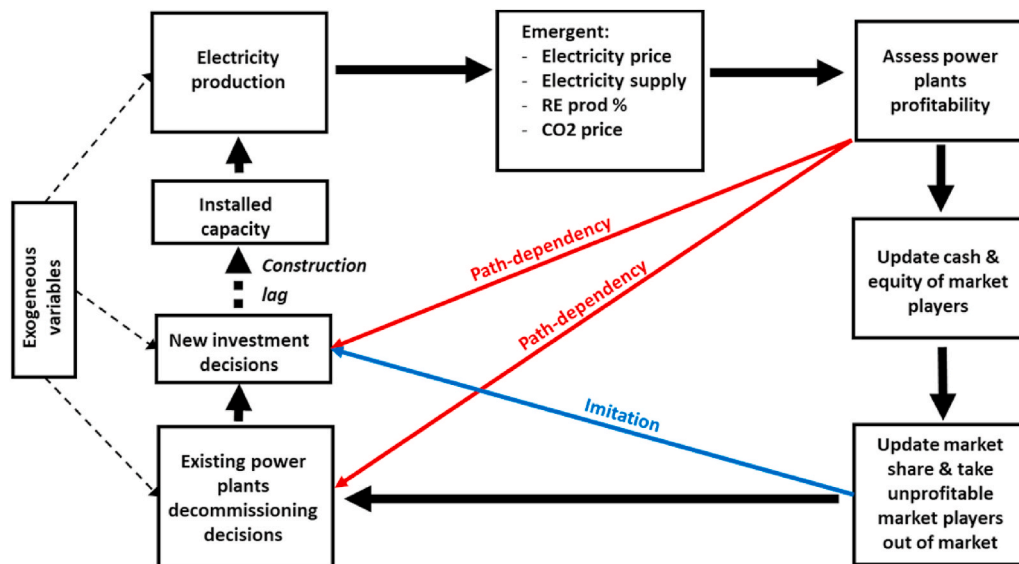 Electricity
production
Emergent:
- Electricity price
- Electricity supply
- RE prod %
- CO2 price
Assess power
plants
profitability
Exogeneous
variables
Installed
capacity
Construction
lag
Path-dependency
Path-dependency
Update cash &
equity of market
players
New investment
decisions
Imitation
Existing power
plants
decommissioning
decisions
Update market
share & take
unprofitable
market players
out of market